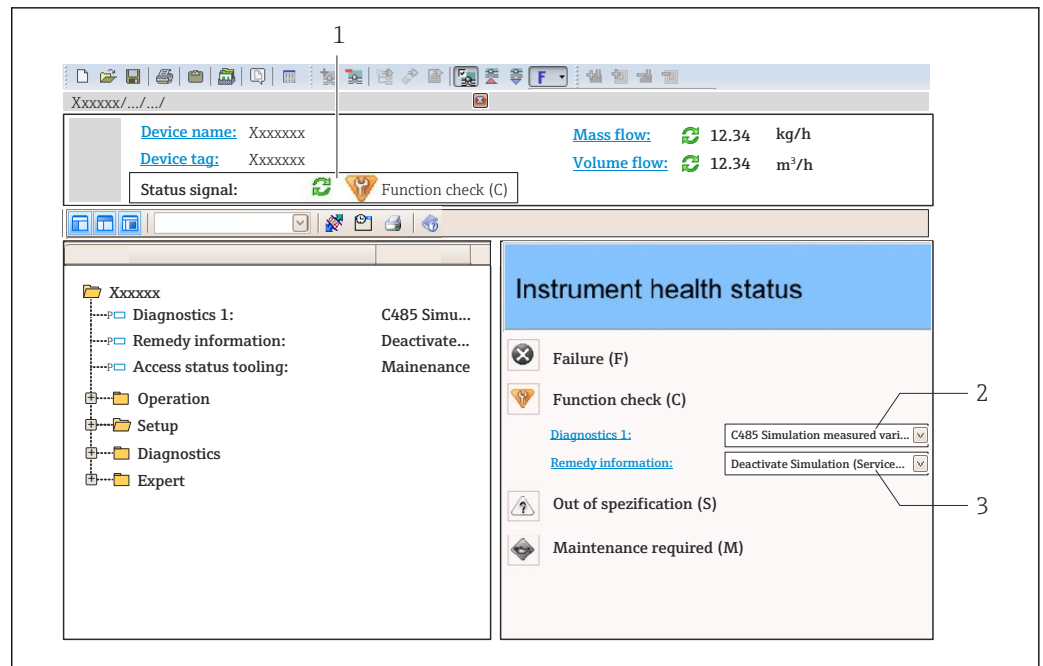 1
F
Xxxxxx/.../.../
Device name: Xxxxxxx
Mass flow: 12.34 kg/h
Device tag: Xxxxxxx
Volume flow: 12.34 m³/h
Status signal: Function check (C)
Xxxxxx
P Diagnostics 1: C485 Simu...
P Remedy information: Deactivate...
P Access status tooling: Mainenance
Operation
Setup
Diagnostics
Expert
Instrument health status
Failure (F)
Function check (C)
Diagnostics 1: C485 Simulation measured vari...
2
Remedy information: Deactivate Simulation (Service...
3
Out of spezification (S)
Maintenance required (M)